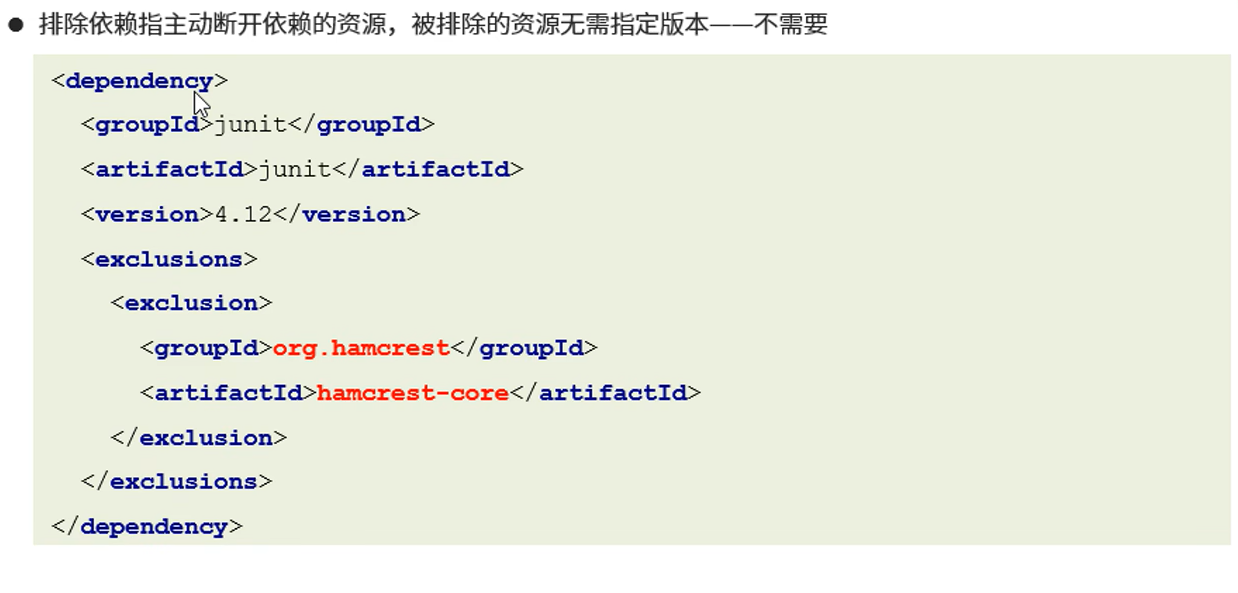 ● 排除依赖指主动断开依赖的资源，被排除的资源无需指定版本——不需要
<dependency>
<groupId>junit</groupId>
<artifactId>junit</artifactId>
<version>4.12</version>
<exclusions>
<exclusion>
<groupId>org.hamcrest</groupId>
<artifactId>hamcrest-core</artifactId>
</exclusion>
</exclusions>
</dependency>